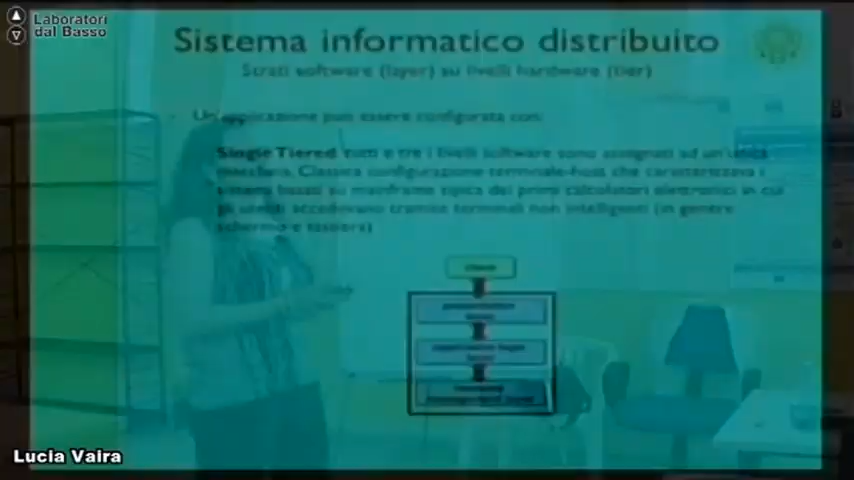 Laboratori
dal Basso
Sistema informatico distribuito
Strati software (layer) su livelli hardware (tier)
Un'applicazione può essere configurata con:
Single Tiered tutti e tre i livelli software sono assegnati ad un'unica
macchina. Classica configurazione terminale-host che caratterizzava i
sistemi basati su mainframe tipica dei primi calcolatori elettronici in cui
gli utenti accedevano tramite terminali non intelligenti (in genere
schermo e tastiera)
Lucia Vaira